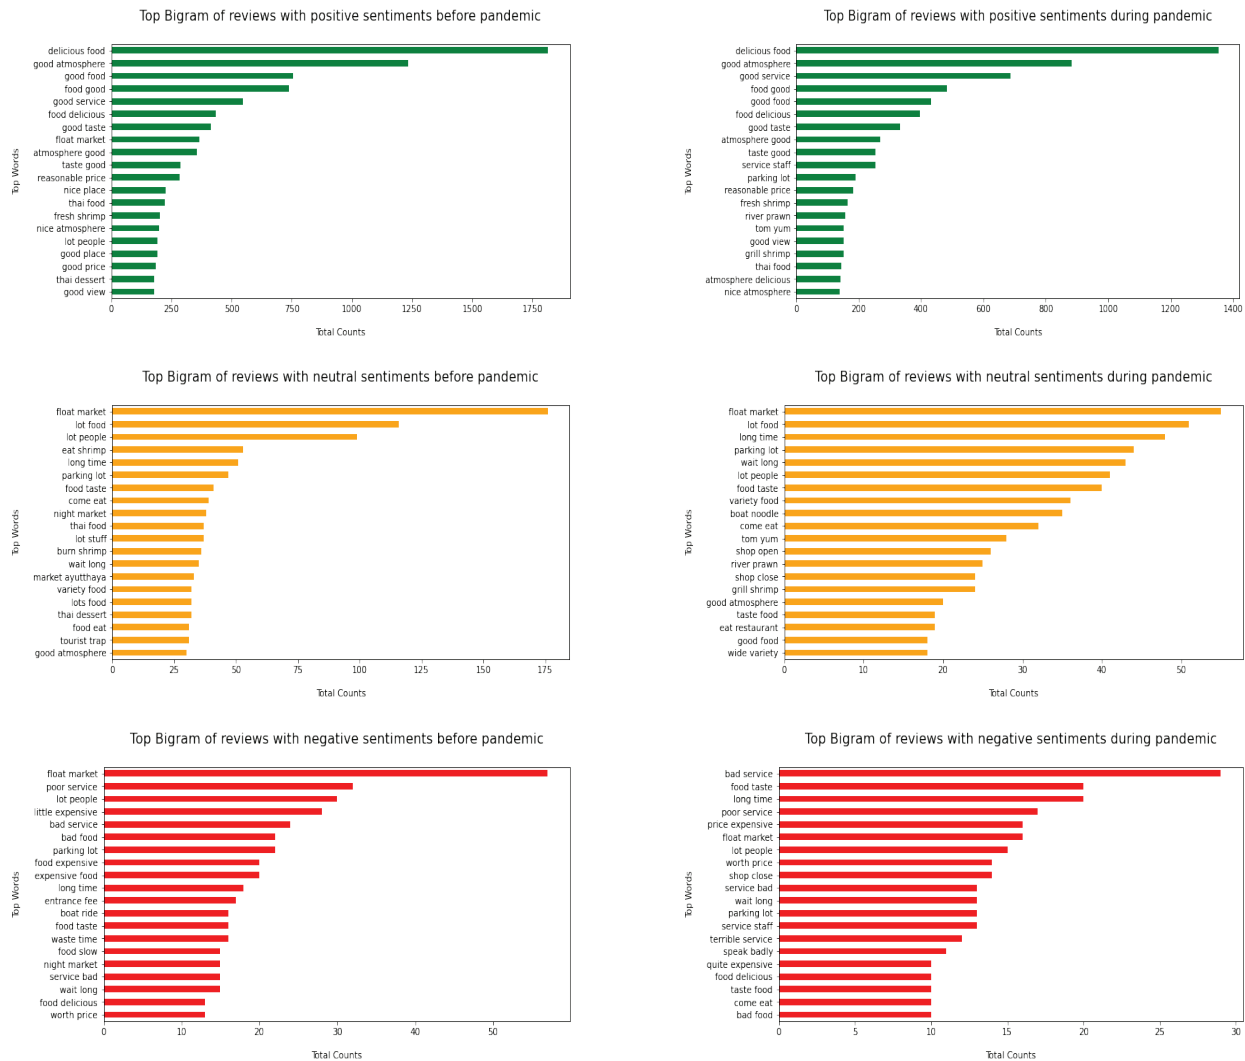 Top Bigram of reviews with positive sentiments before pandemic
Top Words
delicious food
good atmosphere
good food
food good
good service
food delicious
good taste
float market
atmosphere good
taste good
reasonable price
nice place
thai food
fresh shrimp
nice atmosphere
lot people
good place
good price
thai dessert
good view
0 250 500 750 1000 1250 1500 1750
Total Counts
Top Bigram of reviews with positive sentiments during pandemic
Top Words
delicious food
good atmosphere
good service
food good
good food
food delicious
good taste
atmosphere good
taste good
service staff
parking lot
reasonable price
fresh shrimp
river prawn
tom yum
good view
grill shrimp
thai food
atmosphere delicious
nice atmosphere
0 200 400 600 800 1000 1200 1400
Total Counts
Top Bigram of reviews with neutral sentiments before pandemic
Top Words
float market
lot food
lot people
eat shrimp
long time
parking lot
food taste
come eat
night market
thai food
lot stuff
burn shrimp
wait long
market ayutthaya
variety food
lots food
thai dessert
food eat
tourist trap
good atmosphere
0 25 50 75 100 125 150 175
Total Counts
Top Bigram of reviews with neutral sentiments during pandemic
Top Words
float market
lot food
long time
parking lot
wait long
lot people
food taste
variety food
boat noodle
come eat
tom yum
shop open
river prawn
shop close
grill shrimp
good atmosphere
taste food
eat restaurant
good food
wide variety
0 10 20 30 40 50
Total Counts
Top Bigram of reviews with negative sentiments before pandemic
Top Words
float market
poor service
lot people
little expensive
bad service
bad food
parking lot
food expensive
expensive food
long time
entrance fee
boat ride
food taste
waste time
food slow
night market
service bad
wait long
food delicious
worth price
0 10 20 30 40 50
Total Counts
Top Bigram of reviews with negative sentiments during pandemic
Top Words
bad service
food taste
long time
poor service
price expensive
float market
lot people
worth price
shop close
service bad
wait long
parking lot
service staff
terrible service
speak badly
quite expensive
food delicious
taste food
come eat
bad food
0 5 10 15 20 25 30
Total Counts